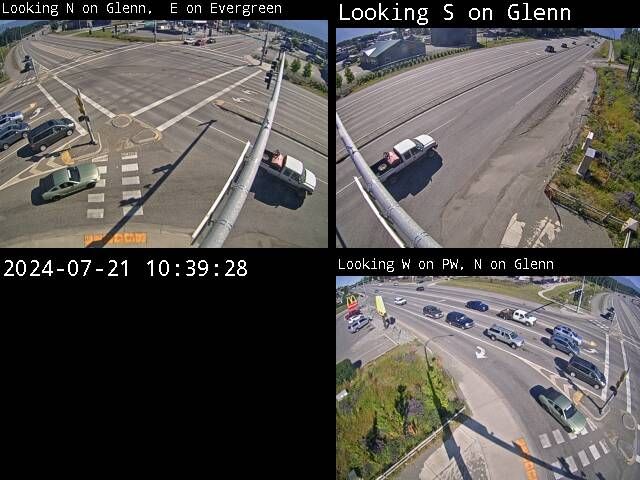 Looking N on Glenn,  E on Evergreen
Looking S on Glenn
2024-07-21 10:39:28
Looking W on PW, N on Glenn